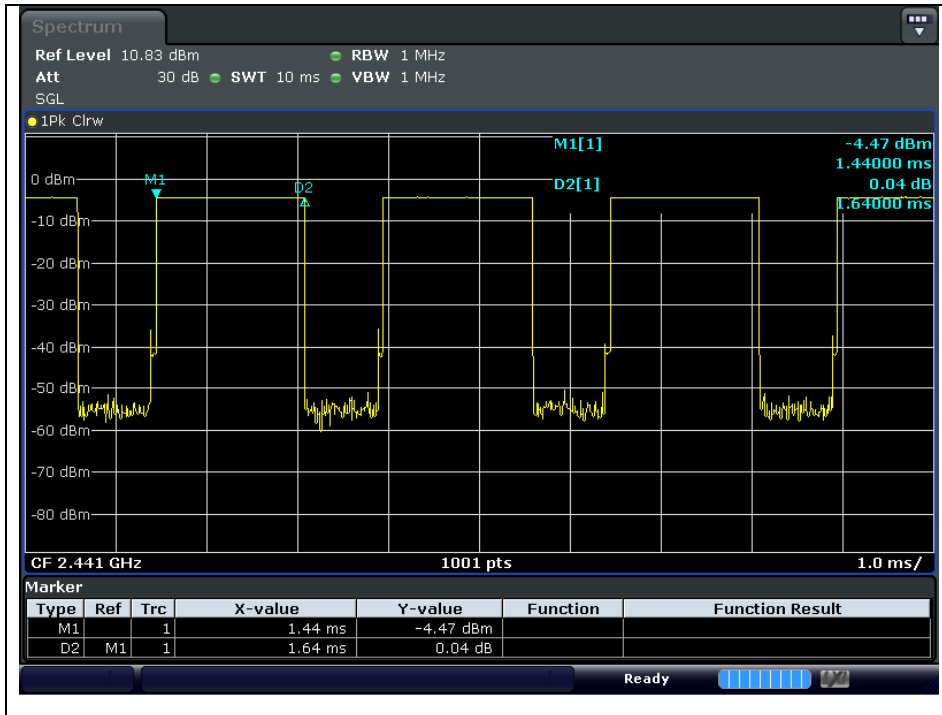 Spectrum
Ref Level 10.83 dBm RBW 1 MHz
Att 30 dB SWT 10 ms VBW 1 MHz
SGL
1Pk Clrw
M1[1] -4.47 dBm
1.44000 ms
0 dBm M1 D2 D2[1] 0.04 dB
1.64000 ms
-10 dBm
-20 dBm
-30 dBm
-40 dBm
-50 dBm
-60 dBm
-70 dBm
-80 dBm
CF 2.441 GHz 1001 pts 1.0 ms/
Marker
Type Ref Trc X-value Y-value Function Function Result
M1 1 1.44 ms -4.47 dBm
D2 M1 1 1.64 ms 0.04 dB
Ready